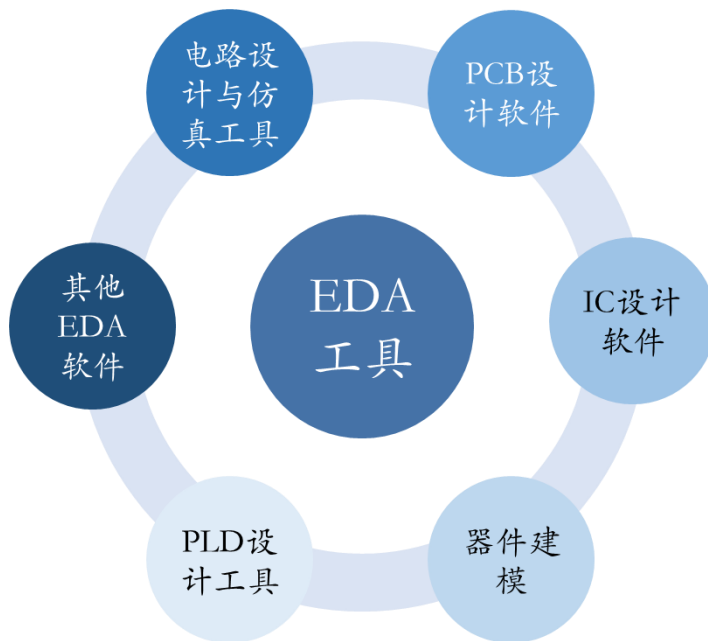 电路设
计与仿
真工具
PCB设
计软件
其他
EDA
软件
EDA
工具
IC设计
软件
PLD设
计工具
器件建
模